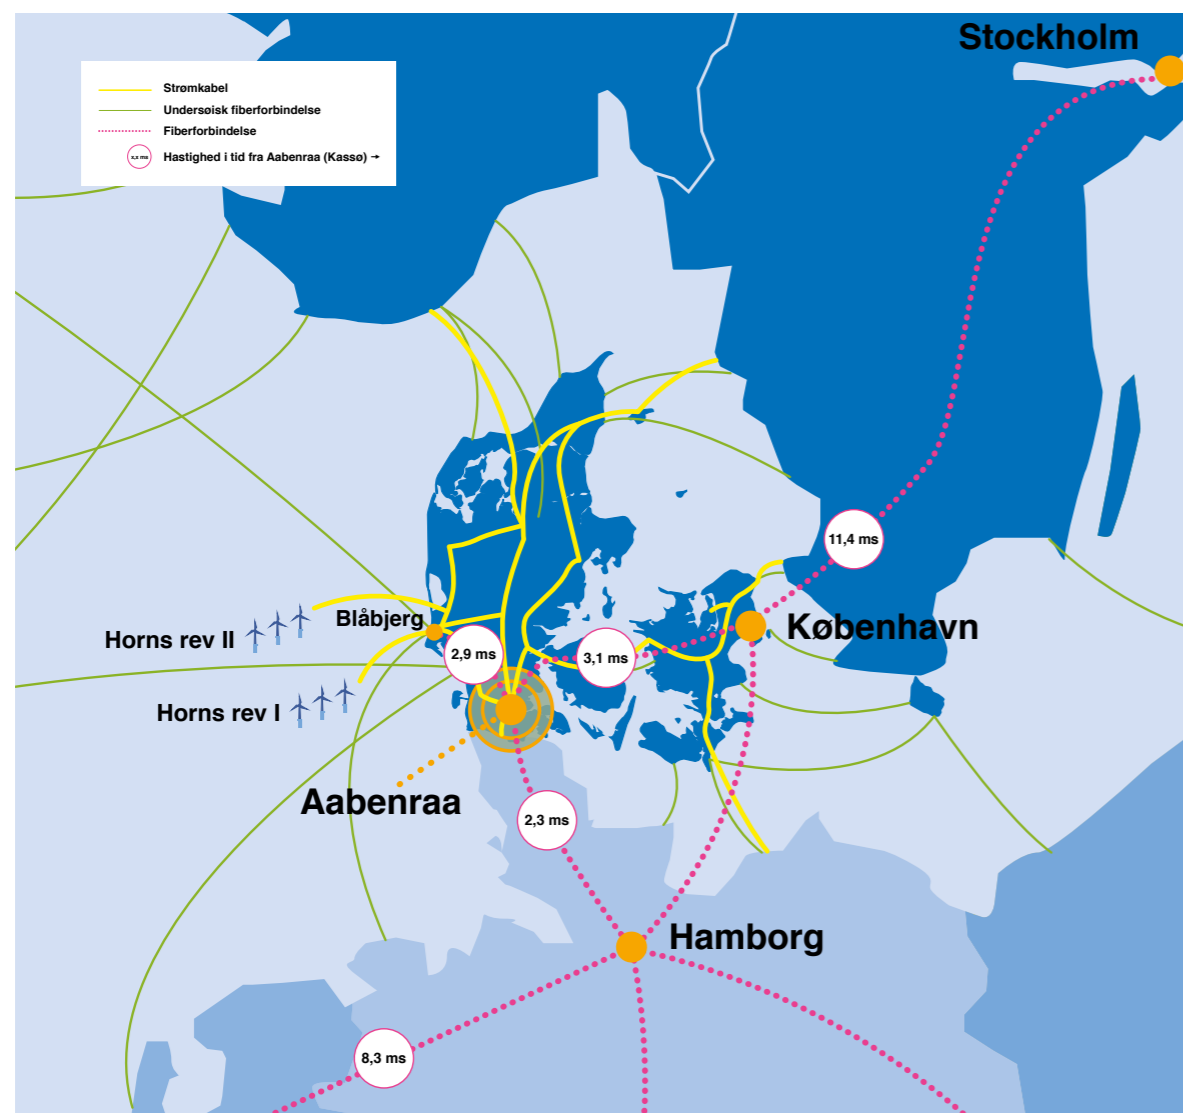 Stockholm
Strømkabel
Undersøisk fiberforbindelse
Fiberforbindelse
x,x ms
Hastighed i tid fra Aabenraa (Kassø) →
11,4 ms
Blåbjerg
København
Horns rev II
2,9 ms
3,1 ms
Horns rev I
Aabenraa
2,3 ms
Hamborg
8,3 ms